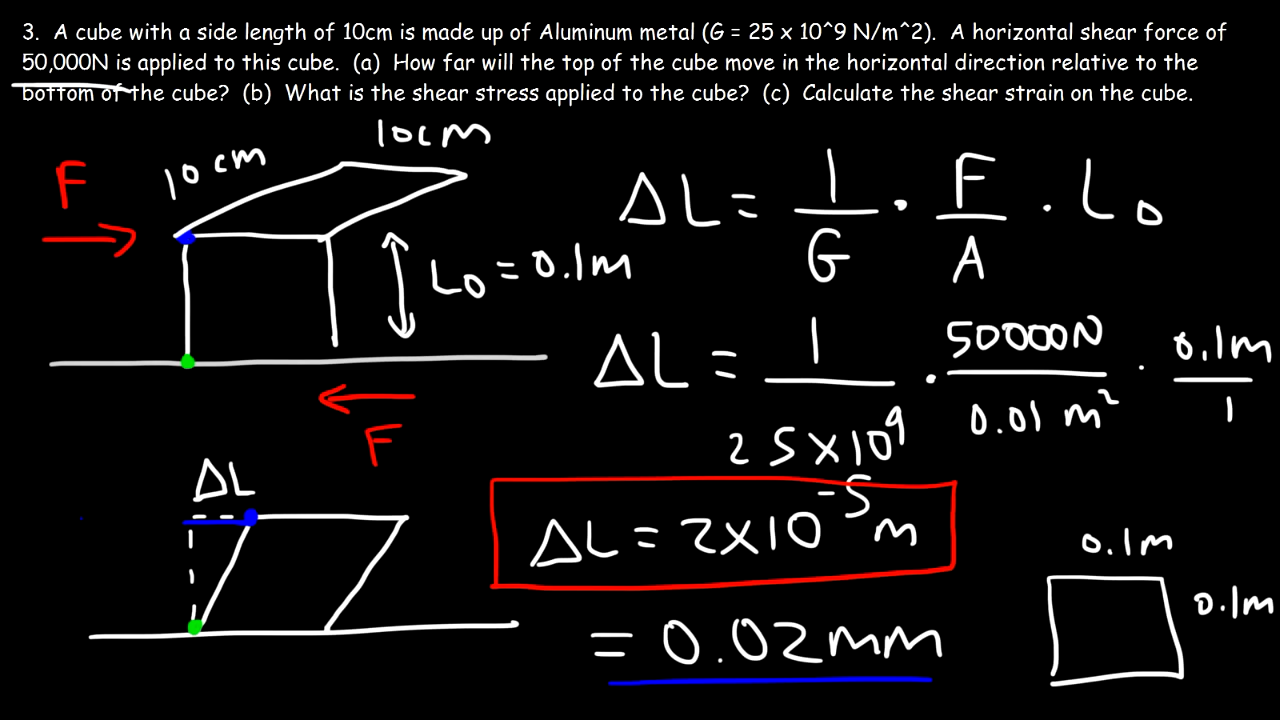 3. A cube with a side length of 10cm is made up of Aluminum metal (G = 25 x 10^9 N/m^2). A horizontal shear force of
50,000N is applied to this cube. (a) How far will the top of the cube move in the horizontal direction relative to the
bottom of the cube? (b) What is the shear stress applied to the cube? (c) Calculate the shear strain on the cube.
10cm
10cm
F
L0 = 0.1m
F
ΔL
ΔL = 1/G · F/A · L0
ΔL = 1/25x10^9 · 50000N/0.01 m^2 · 0.1m/1
ΔL = 2x10^-5 m
= 0.02mm
0.1m
0.1m